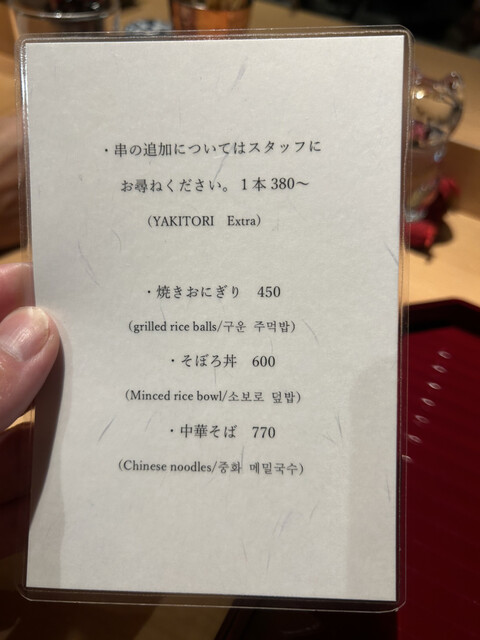 ・串の追加についてはスタッフに
お尋ねください。1本380〜
(YAKITORI Extra)
・焼きおにぎり 450
(grilled rice balls/구운 주먹밥)
・そぼろ丼 600
(Minced rice bowl/소보로 덮밥)
・中華そば 770
(Chinese noodles/중화 메밀국수)